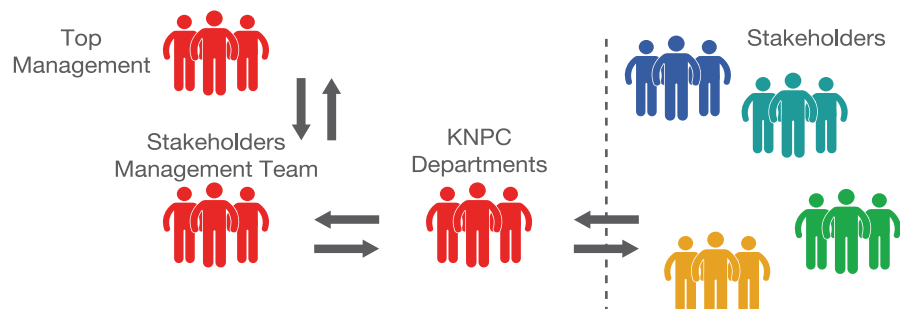 Top
Management
Stakeholders
Management Team
KNPC
Departments
Stakeholders